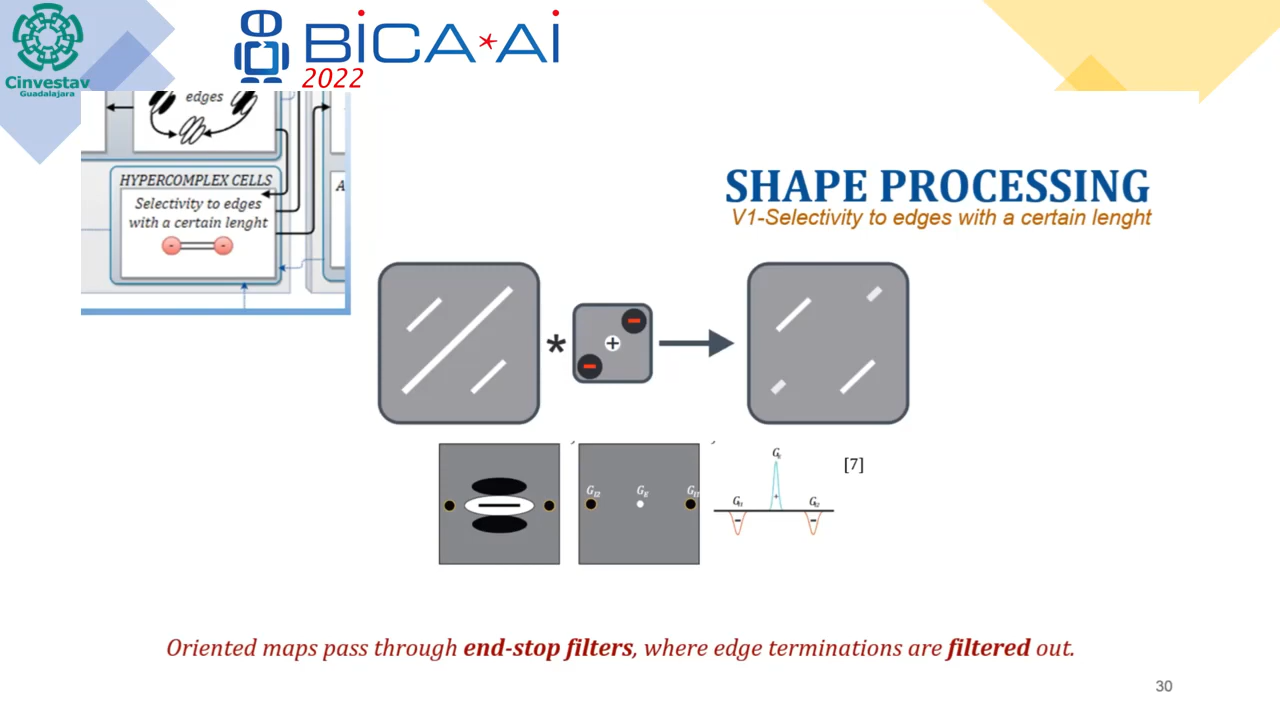 Cinvestav
Guadalajara
BiCA*Ai
2022
edges
HYPERCOMPLEX CELLS
Selectivity to edges
with a certain lenght
- -
A
SHAPE PROCESSING
V1-Selectivity to edges with a certain lenght
* + - -
[7]
Oriented maps pass through end-stop filters, where edge terminations are filtered out.
30